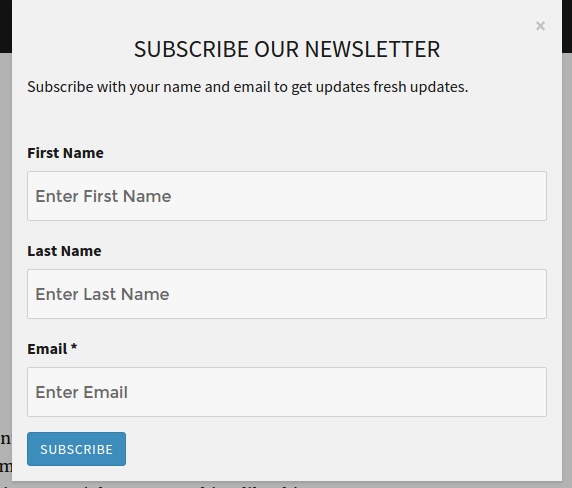 ×
SUBSCRIBE OUR NEWSLETTER
Subscribe with your name and email to get updates fresh updates.
First Name
Enter First Name
Last Name
Enter Last Name
Email *
Enter Email
SUBSCRIBE